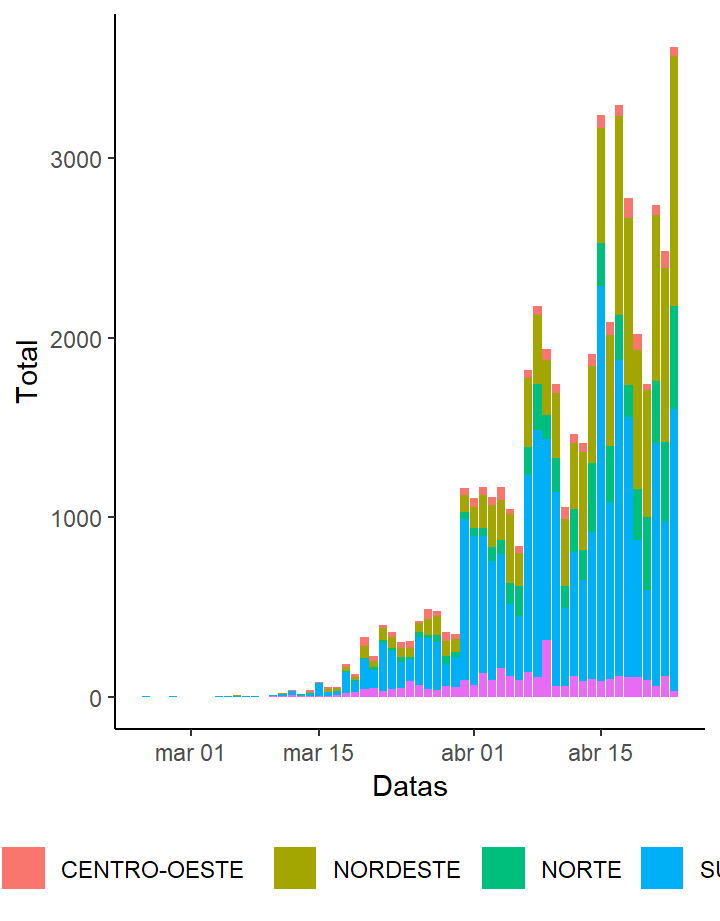 3000
2000
1000
0
Total
mar 01 mar 15 abr 01 abr 15
Datas
CENTRO-OESTE NORDESTE NORTE